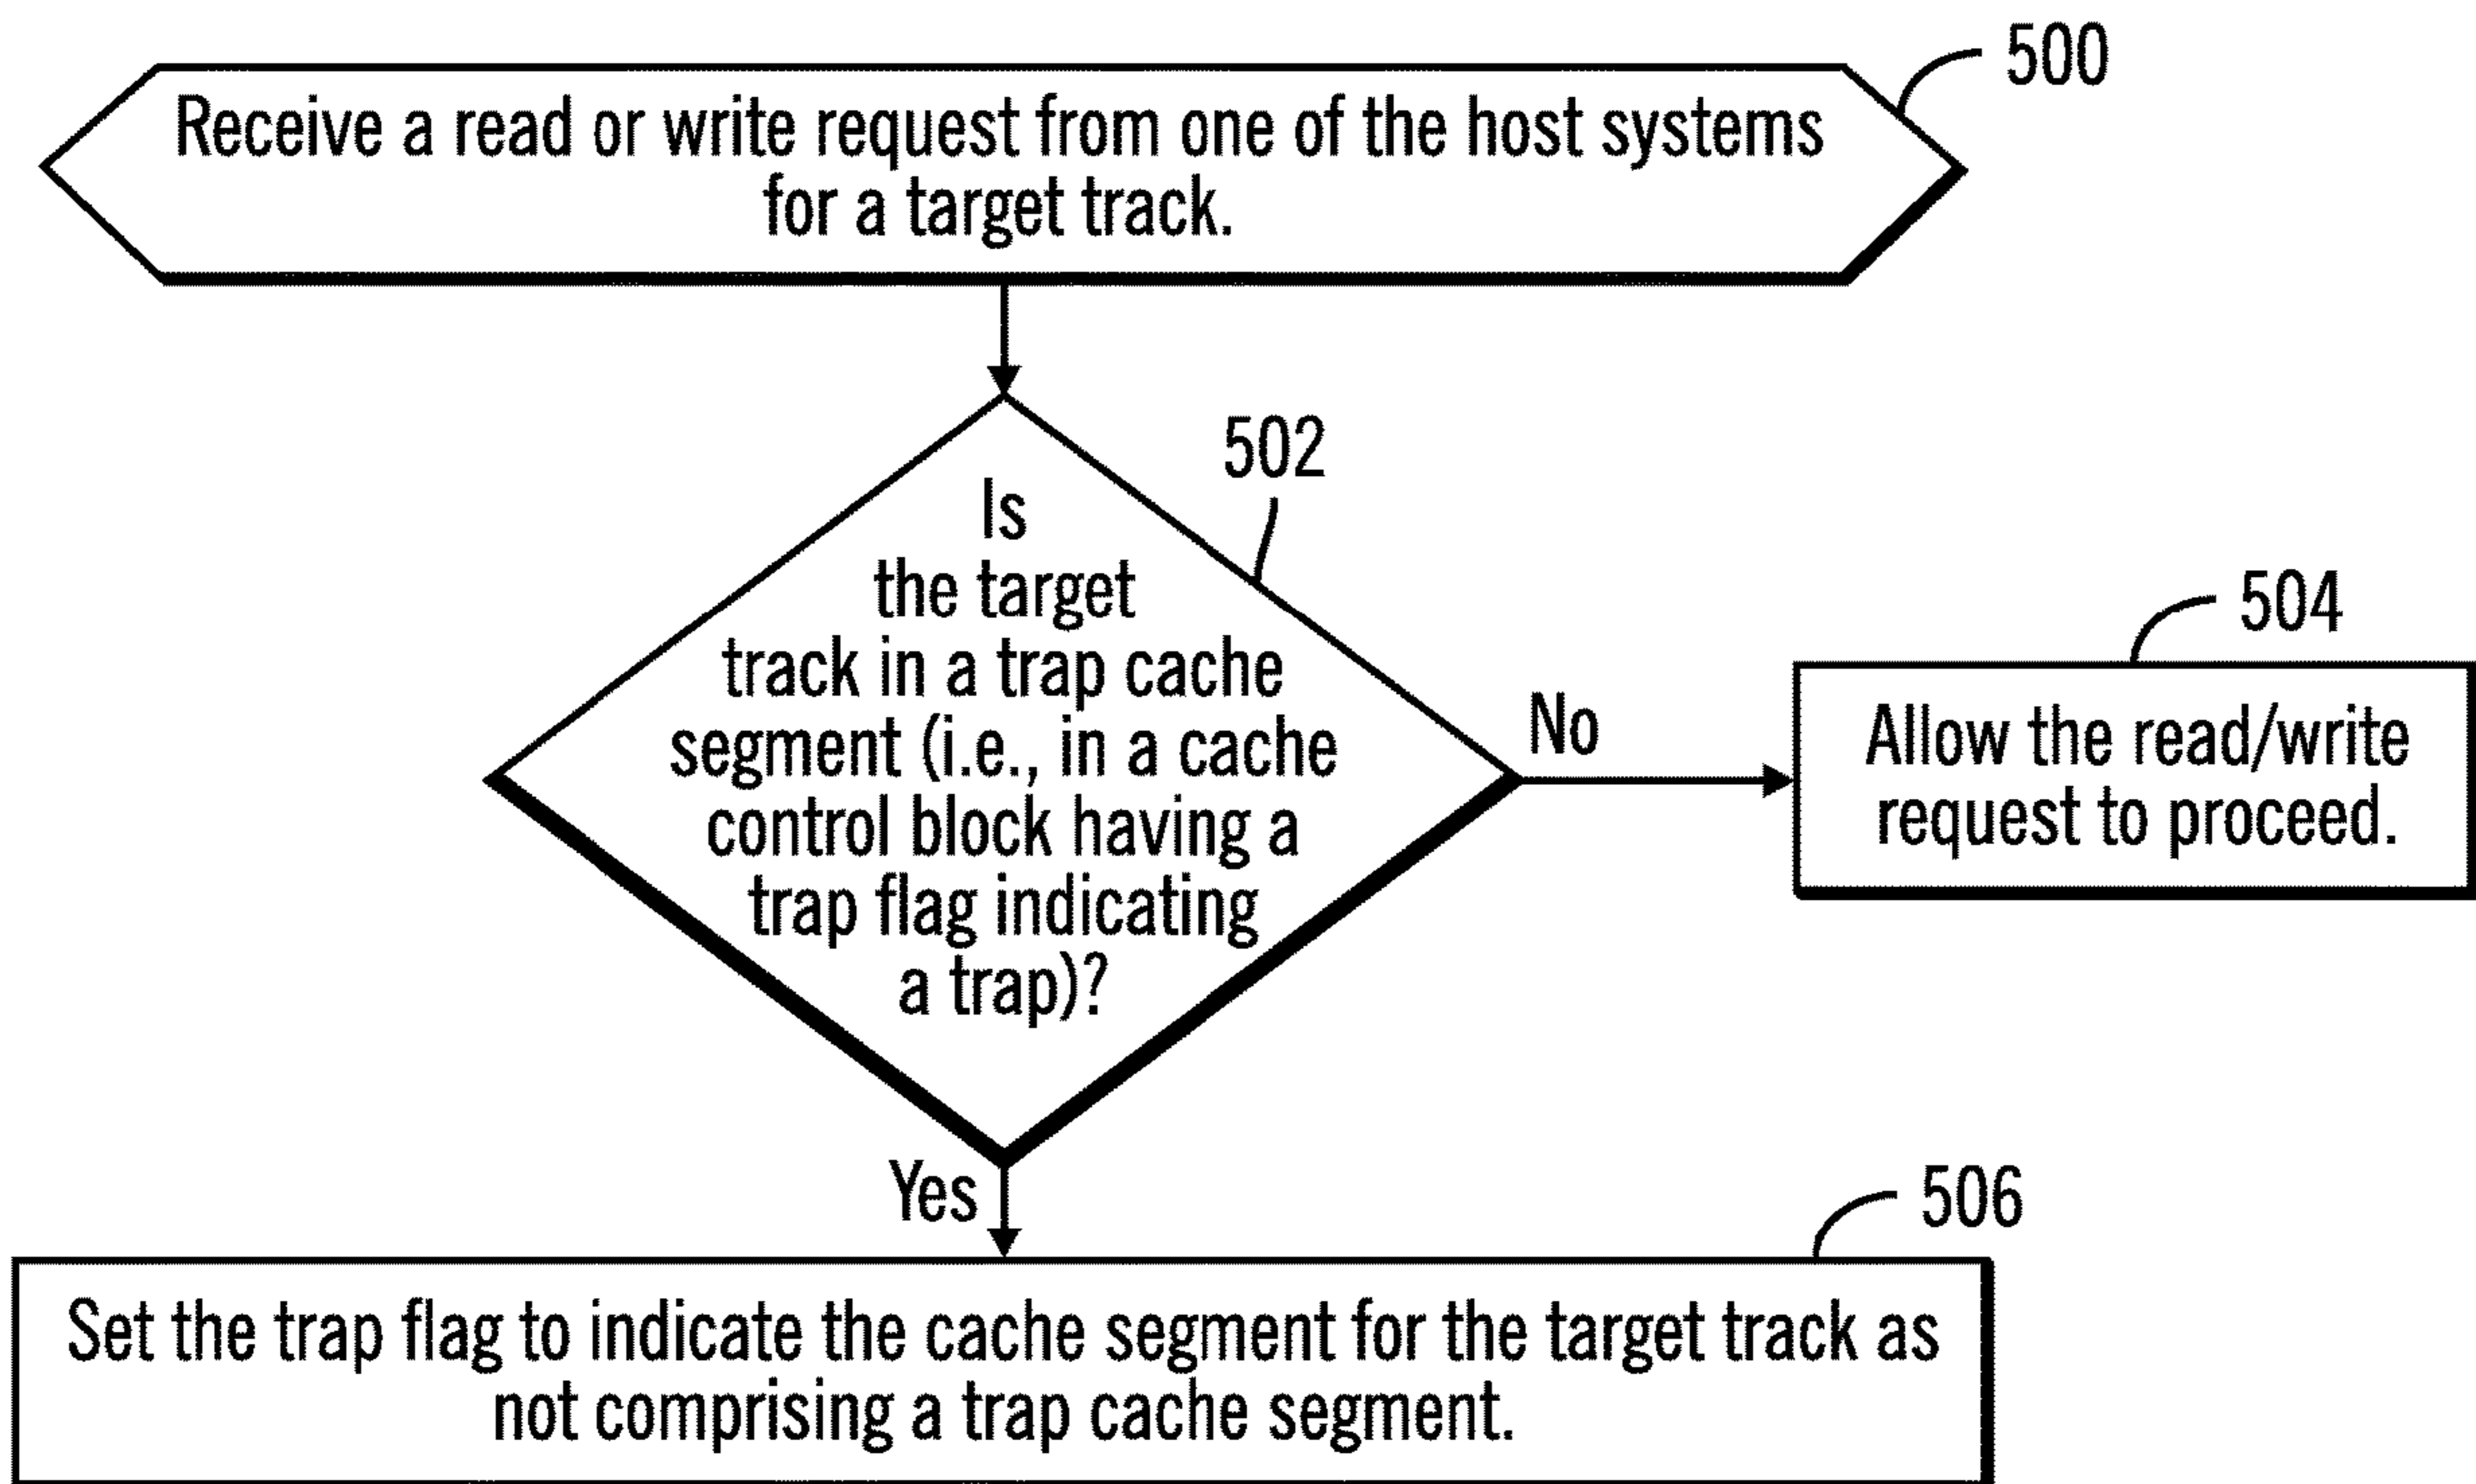 500
Receive a read or write request from one of the host systems
for a target track.
502
Is
the target
track in a trap cache
segment (i.e., in a cache
control block having a
trap flag indicating
a trap)?
No
504
Allow the read/write
request to proceed.
Yes
506
Set the trap flag to indicate the cache segment for the target track as
not comprising a trap cache segment.